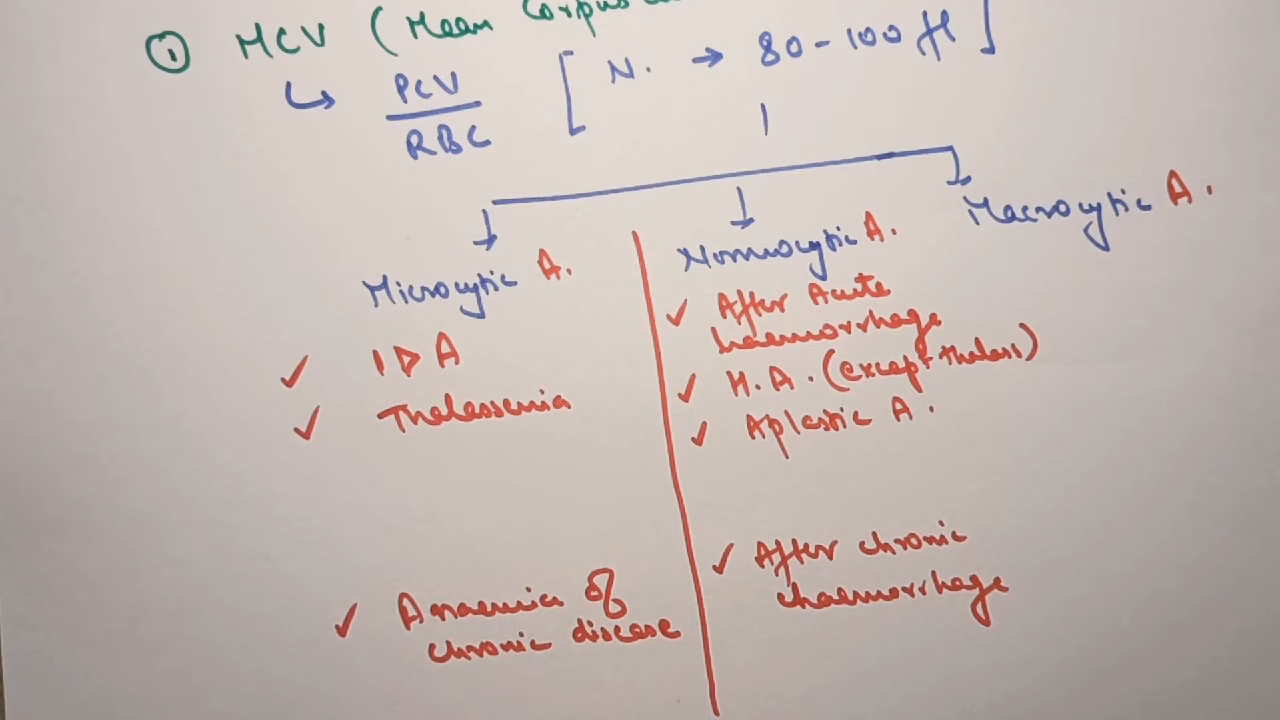 ① MCV (Mean Corpus
↳ PCV
RBC
[ N. → 80-100 fl ]
Microcytic A.
✓ IDA
✓ Thalassemia
✓ Anaemia of
chronic disease
Normocytic A.
✓ After Acute
haemorrhage
✓ H.A. (except thalass)
✓ Aplastic A.
✓ After chronic
haemorrhage
Macrocytic A.